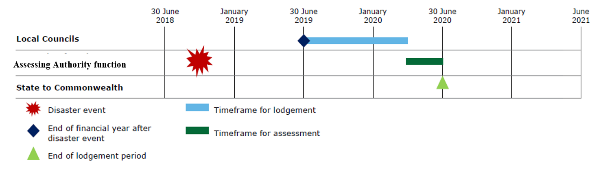 30 June 2018
January 2019
30 June 2019
January 2020
30 June 2020
January 2021
June 2021
Local Councils
Assessing Authority function
State to Commonwealth
Disaster event
Timeframe for lodgement
End of financial year after
disaster event
Timeframe for assessment
End of lodgement period